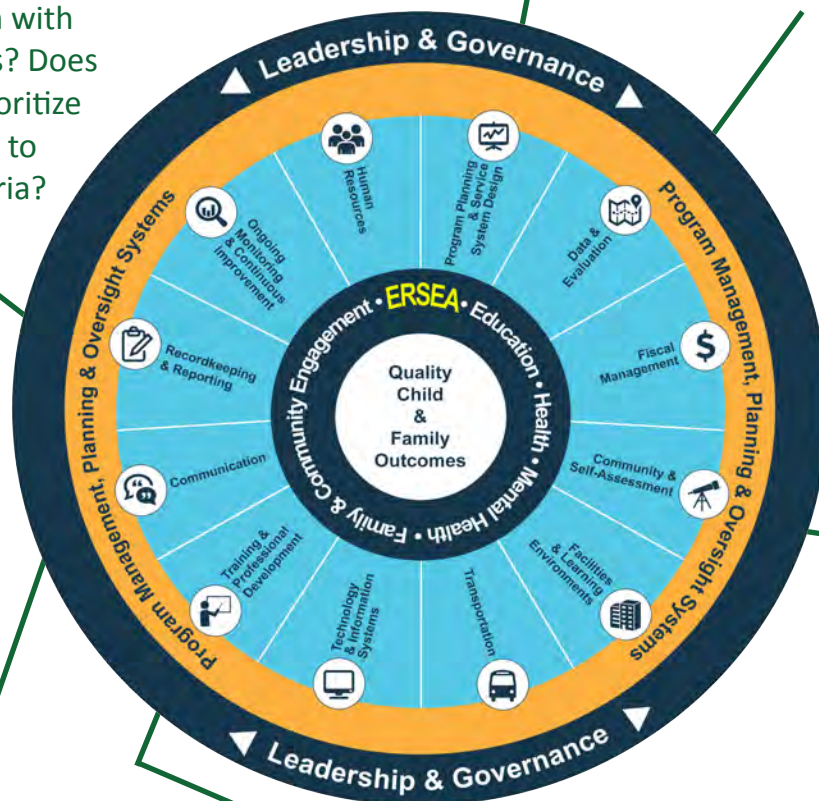 n with
s? Does
oritize
to
ria?
Leadership & Governance
Program Management, Planning & Oversight Systems
Program Management, Planning & Oversight Systems
Human
Resources
Program Planning
& Service
System Design
Data &
Evaluation
Fiscal
Management
$
Community &
Self-Assessment
Facilities
& Learning
Environments
Transportation
Technology
& Information
Systems
Training &
Professional
Development
Communication
Recordkeeping
& Reporting
Ongoing
Monitoring
& Continuous
Improvement
ERSEA • Education • Health • Mental Health • Family & Community Engagement •
Quality
Child
&
Family
Outcomes
Leadership & Governance